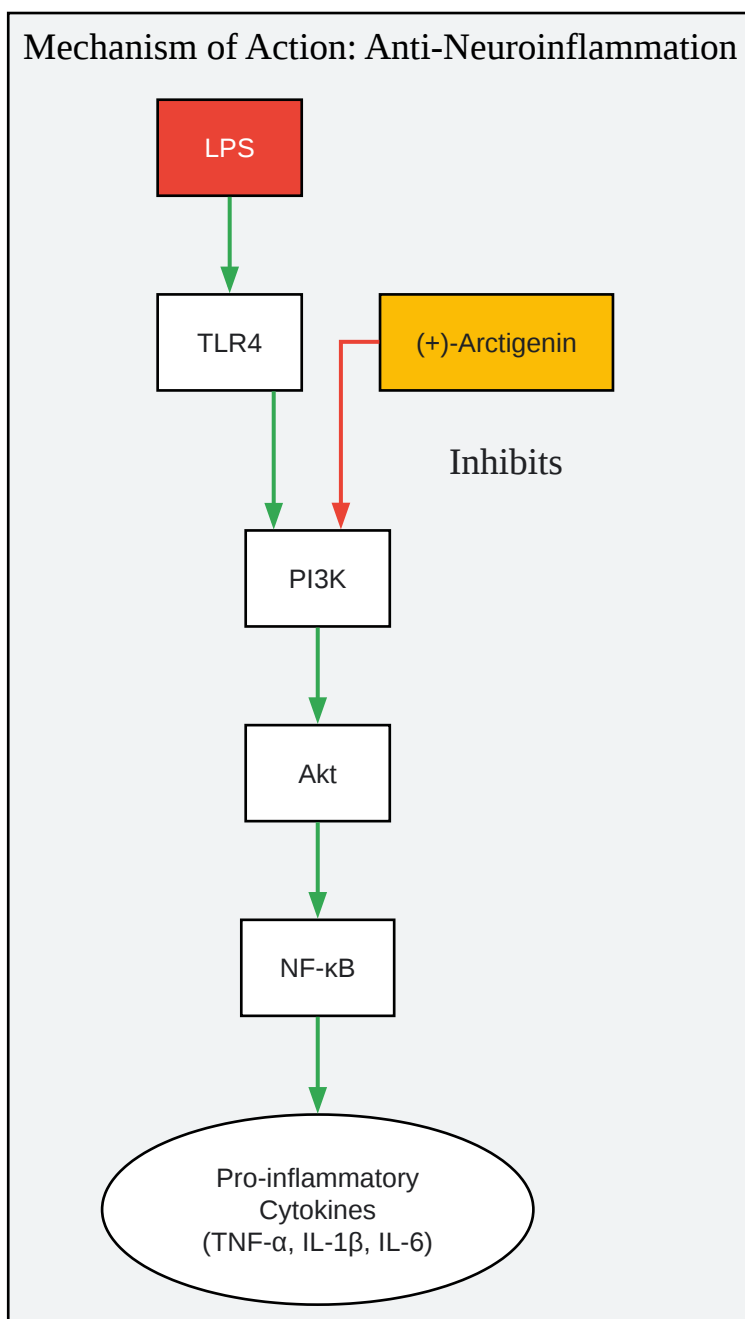 Mechanism of Action: Anti-Neuroinflammation
LPS
TLR4
(+)-Arctigenin
Inhibits
PI3K
Akt
NF-κB
Pro-inflammatory
Cytokines
(TNF-α, IL-1β, IL-6)